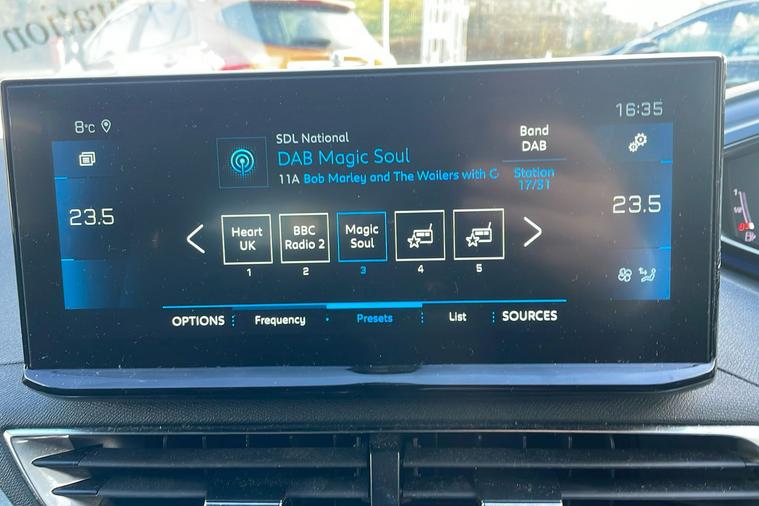 ration
8°C
16:35
SDL National
DAB Magic Soul
11A Bob Marley and The Wailers with C
Band
DAB
Station
17/31
23.5
23.5
Heart
UK
BBC
Radio 2
Magic
Soul
1
2
3
4
5
OPTIONS
Frequency
Presets
List
SOURCES